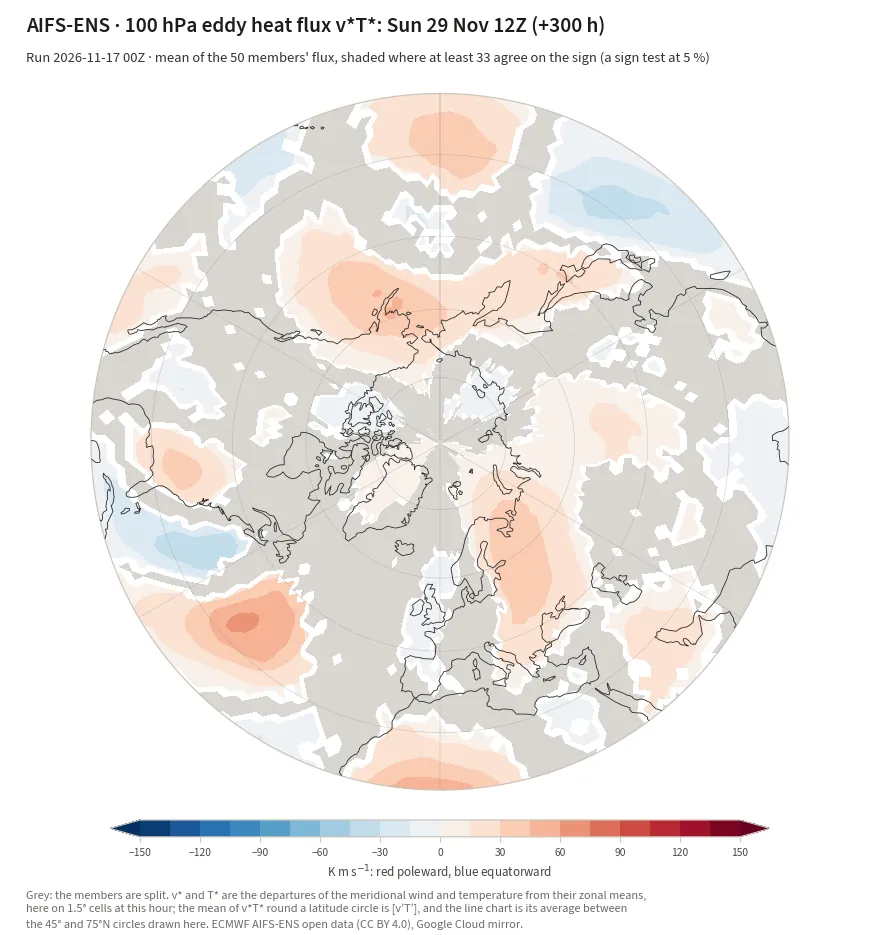 AIFS-ENS · 100 hPa eddy heat flux v*T*: Sun 29 Nov 12Z (+300 h)
Run 2026-11-17 00Z · mean of the 50 members' flux, shaded where at least 33 agree on the sign (a sign test at 5 %)
−150 −120 −90 −60 −30 0 30 60 90 120 150
K m s⁻¹: red poleward, blue equatorward
Grey: the members are split. v* and T* are the departures of the meridional wind and temperature from their zonal means,
here on 1.5° cells at this hour; the mean of v*T* round a latitude circle is [v′T′], and the line chart is its average between
the 45° and 75°N circles drawn here. ECMWF AIFS-ENS open data (CC BY 4.0), Google Cloud mirror.